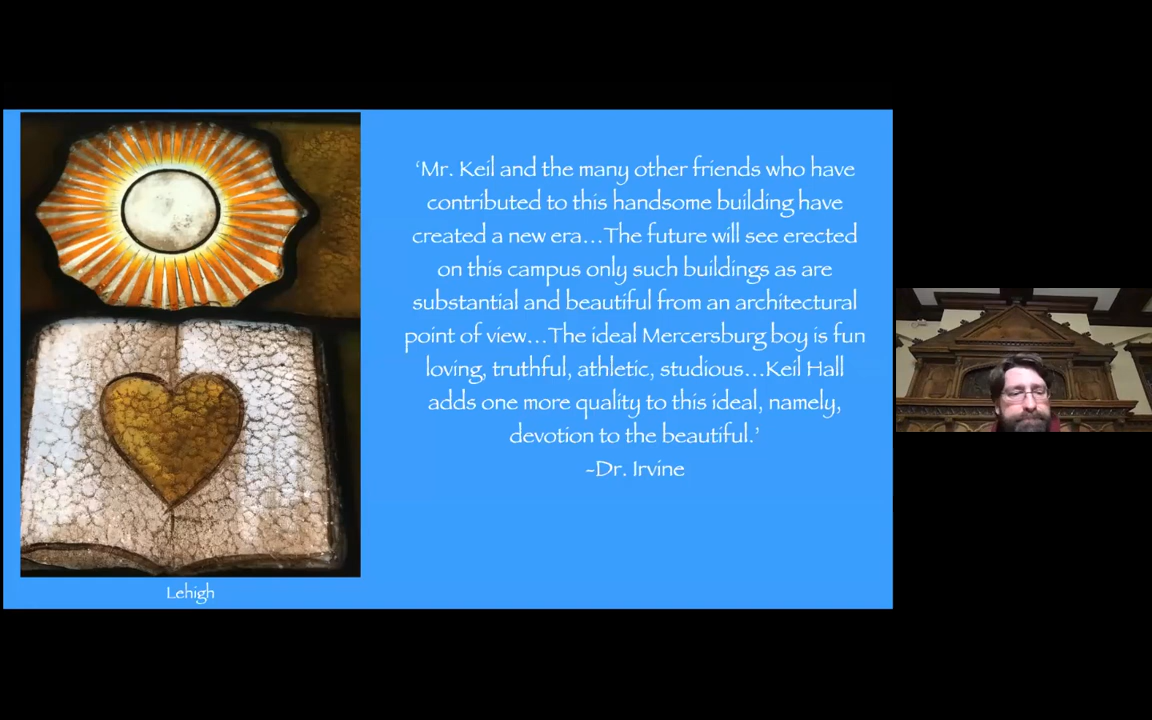 'Mr. Keil and the many other friends who have
contributed to this handsome building have
created a new era...The future will see erected
on this campus only such buildings as are
substantial and beautiful from an architectural
point of view...The ideal Mercersburg boy is fun
loving, truthful, athletic, studious...Keil Hall
adds one more quality to this ideal, namely,
devotion to the beautiful.'
-Dr. Irvine
Lehigh